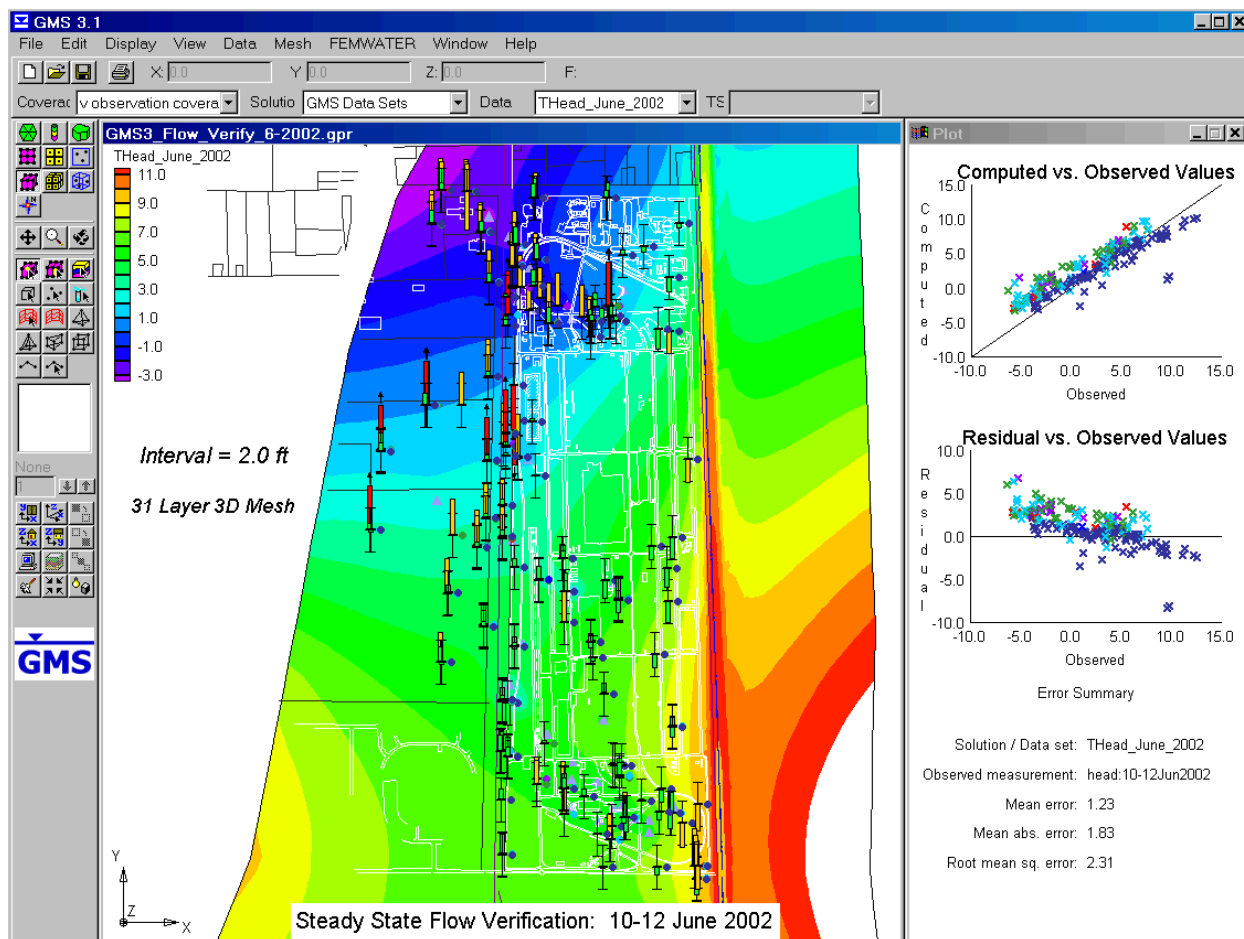 GMS 3.1
File Edit Display View Data Mesh FEMWATER Window Help
X: 0.0 Y 0.0 Z: 0.0 F:
Coverac v observation covera Solutio GMS Data Sets Data THead_June_2002 TS
GMS3_Flow_Verify_6-2002.gpr
THead_June_2002
11.0
9.0
7.0
5.0
3.0
1.0
-1.0
-3.0
Interval = 2.0 ft
31 Layer 3D Mesh
None
1
GMS
Y
Z
X
Steady State Flow Verification: 10-12 June 2002
Plot
Computed vs. Observed Values
Computed
15.0
10.0
5.0
0.0
-5.0
-10.0
-10.0 -5.0 0.0 5.0 10.0 15.0
Observed
Residual vs. Observed Values
Residual
10.0
5.0
0.0
-5.0
-10.0
-10.0 -5.0 0.0 5.0 10.0 15.0
Observed
Error Summary
Solution / Data set: THead_June_2002
Observed measurement: head:10-12Jun2002
Mean error: 1.23
Mean abs. error: 1.83
Root mean sq. error: 2.31